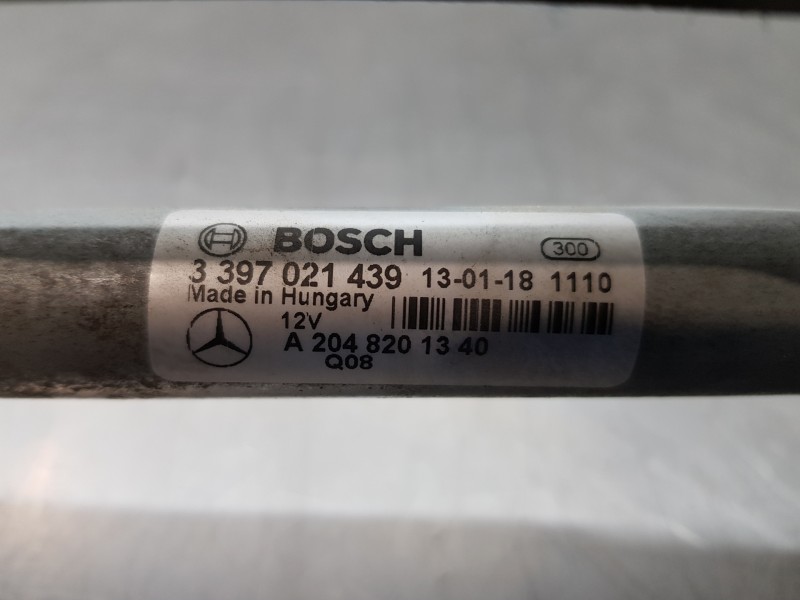 BOSCH 300
3 397 021 439 13-01-18 1110
Made in Hungary
12V
A 204 820 13 40
Q08